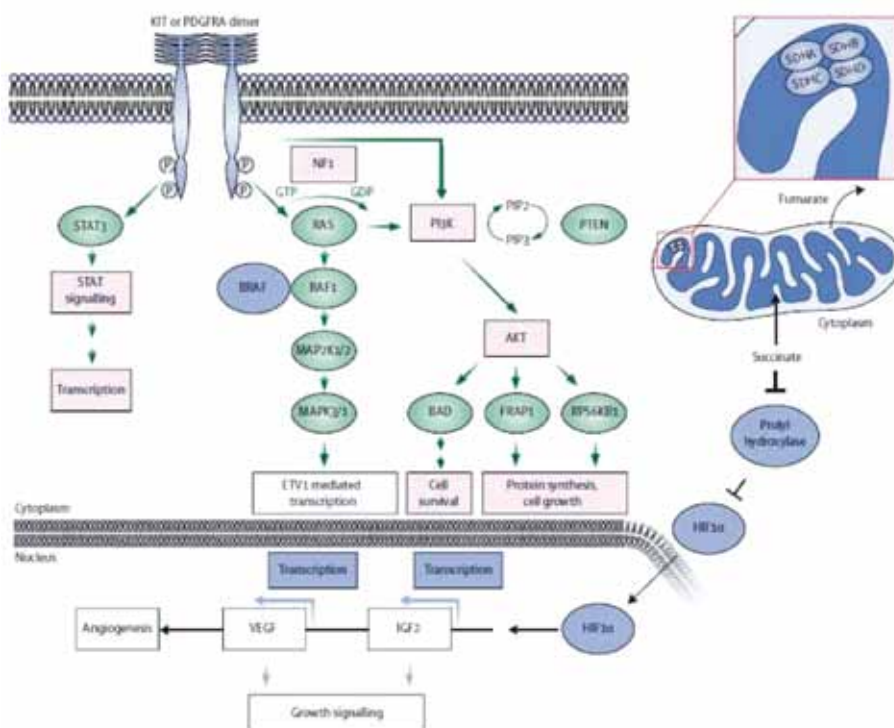 KIT or PDGFRA dimer
SDHA
SDHB
SDHC
SDHD
P
P
P
P
NF1
GTP
GDP
Fumarate
STAT3
RAS
PI3K
PIP2
PIP3
PTEN
STAT
signalling
BRAF
RAF1
Cytoplasm
AKT
MAP2K1/2
Succinate
Transcription
MAPK3/1
BAD
FRAP1
RPS6KB1
Prolyl
hydroxylase
ETV1 mediated
transcription
Cell
survival
Protein synthesis,
cell growth
Cytoplasm
HIF1α
Nucleus
Transcription
Transcription
Angiogenesis
VEGF
IGF2
HIF1α
Growth signalling